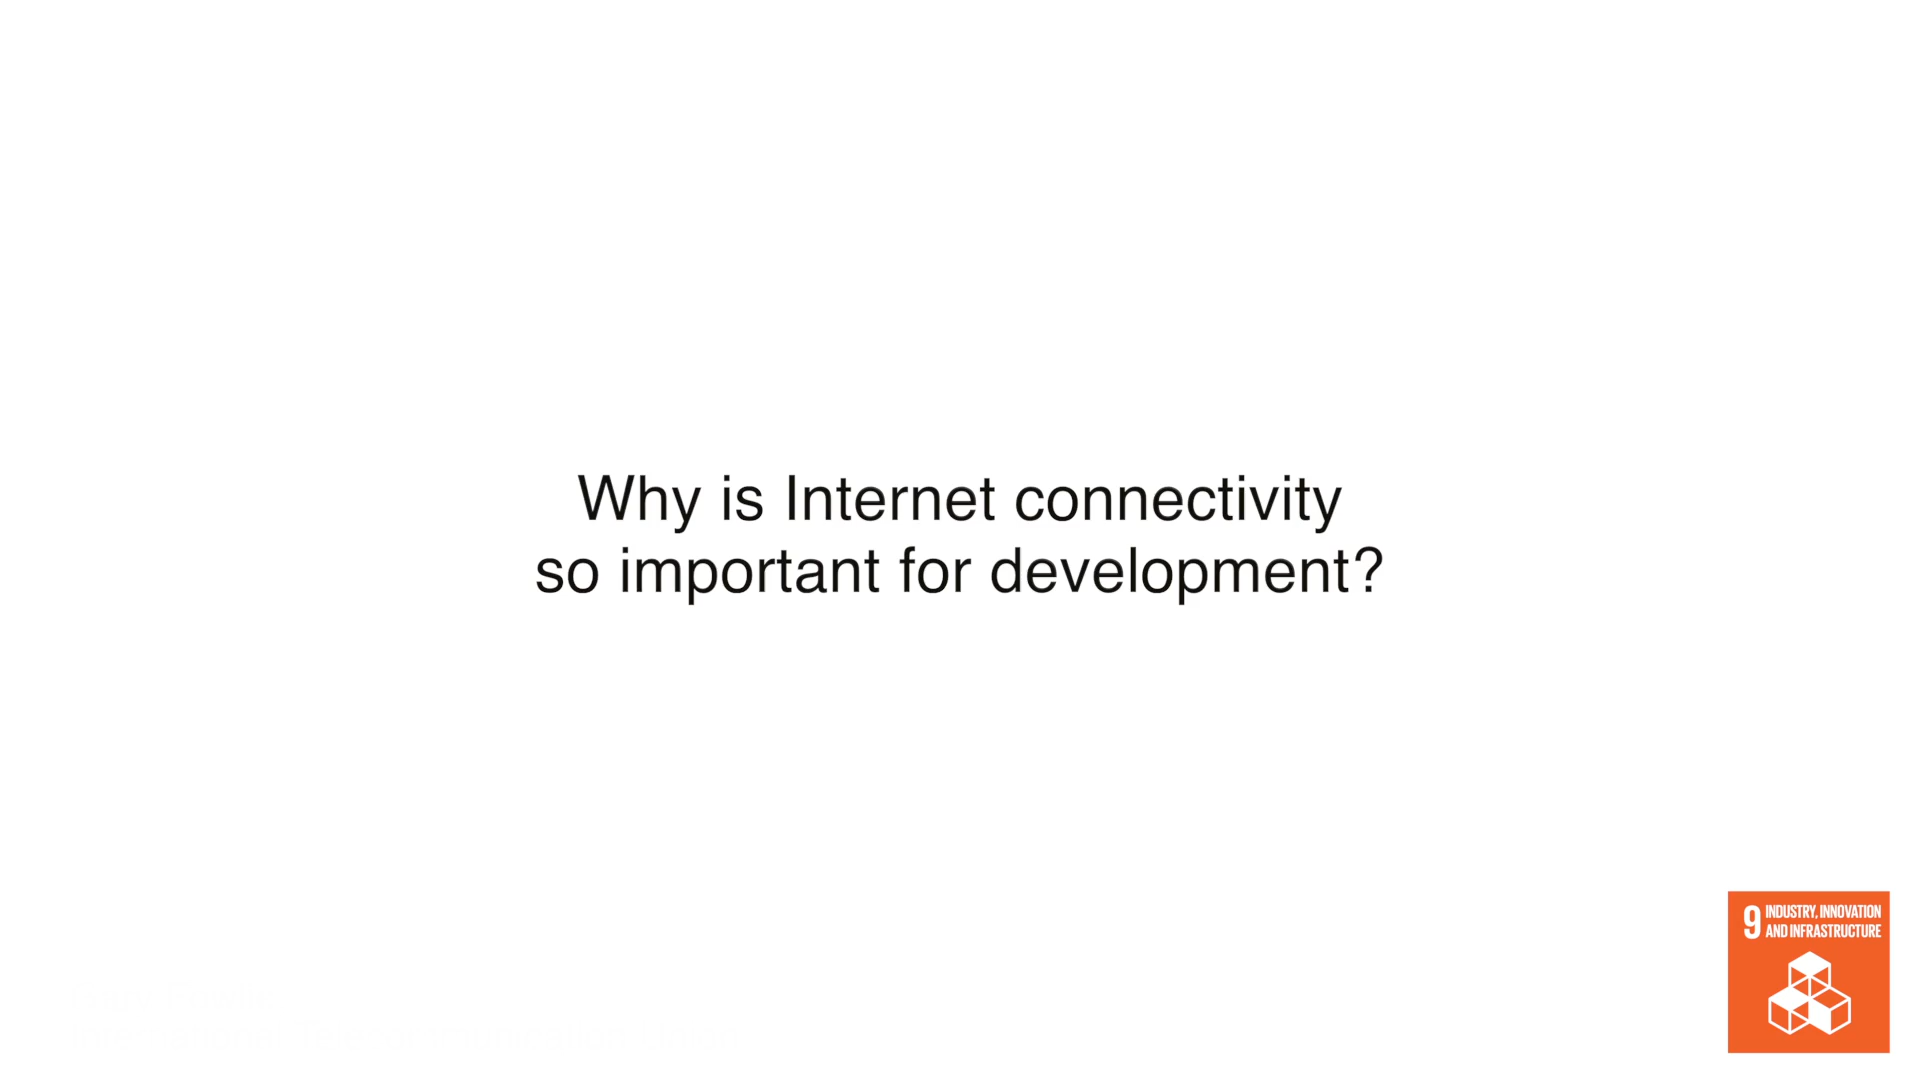 Why is Internet connectivity
so important for development?
9 INDUSTRY, INNOVATION
AND INFRASTRUCTURE